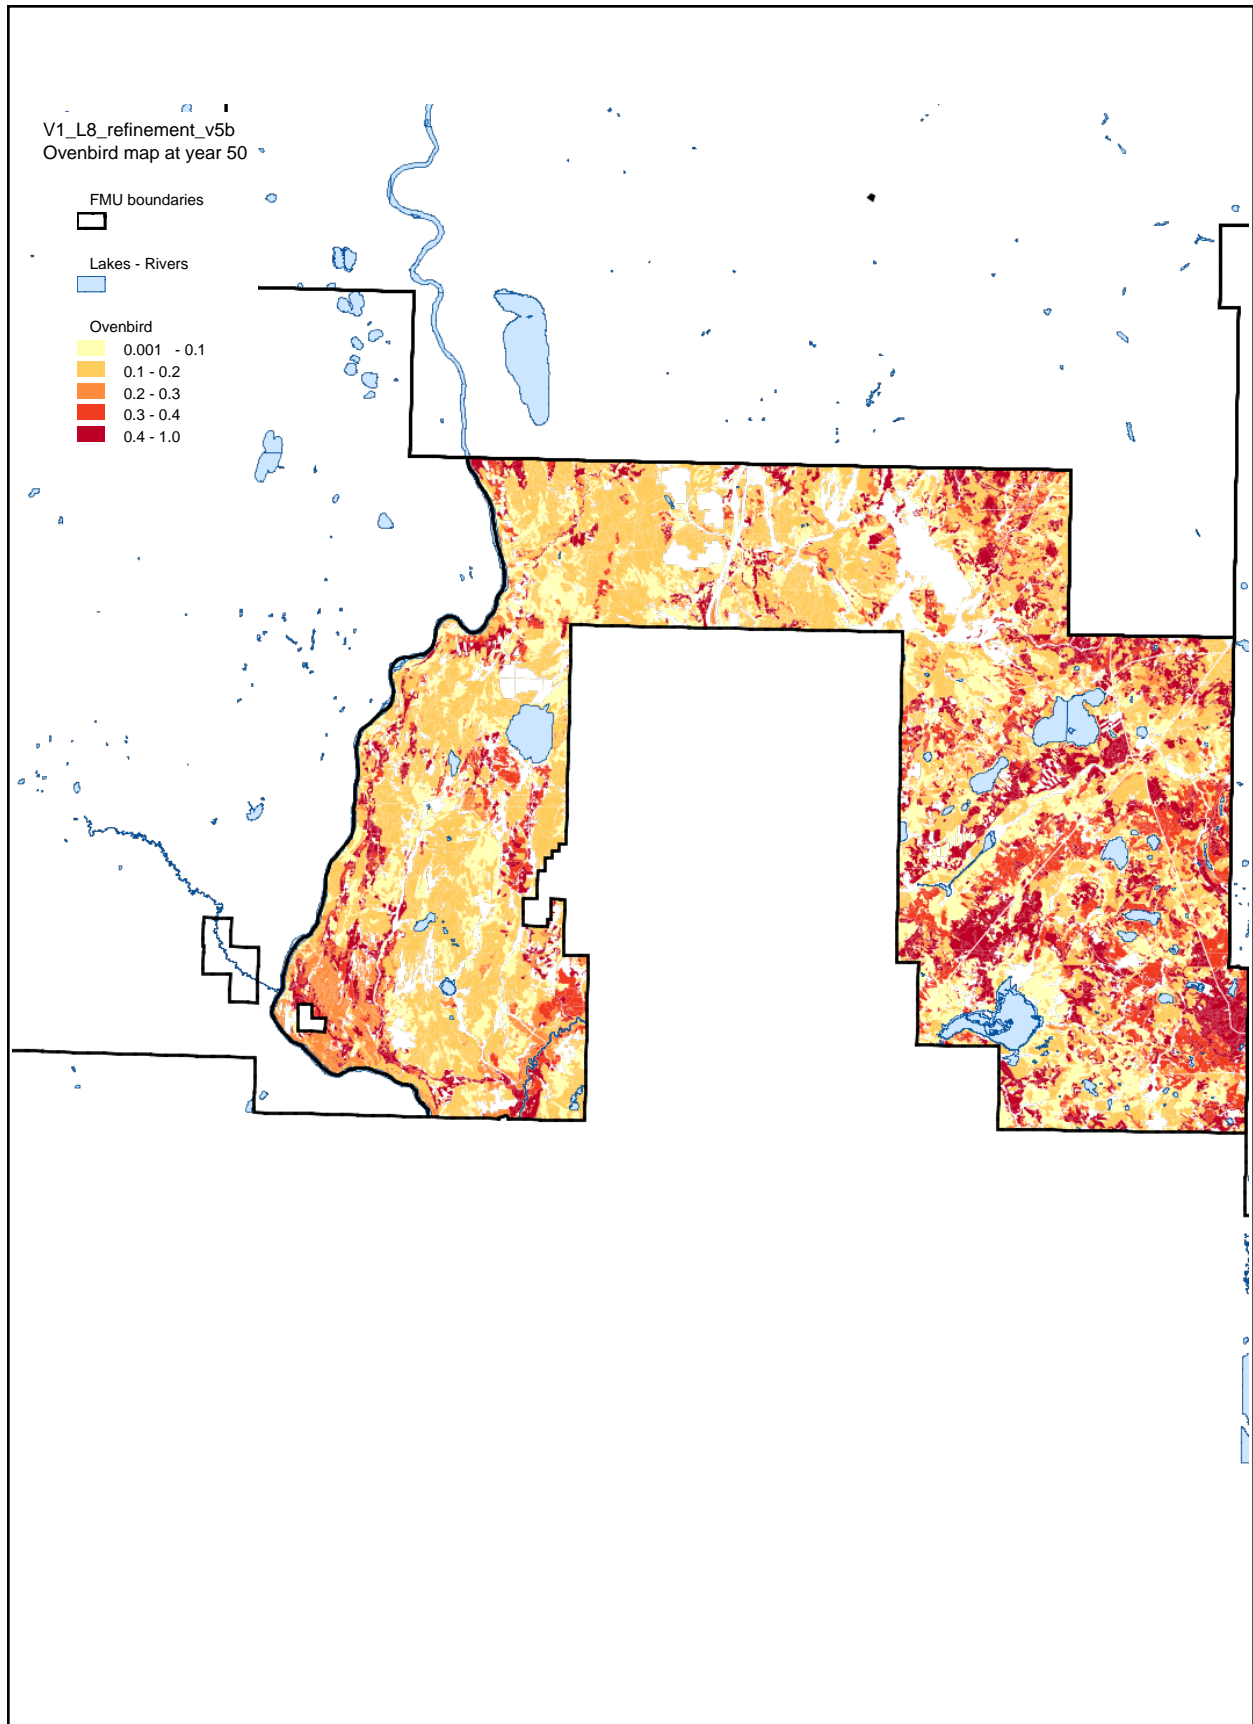 V1_L8_refinement_v5b
Ovenbird map at year 50
FMU boundaries
Lakes - Rivers
Ovenbird
0.001 - 0.1
0.1 - 0.2
0.2 - 0.3
0.3 - 0.4
0.4 - 1.0